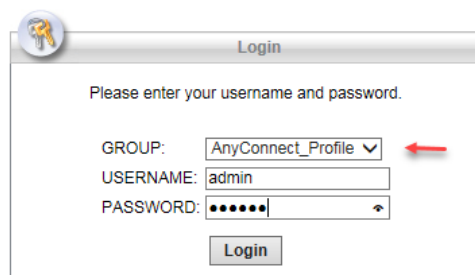 Login
Please enter your username and password.
GROUP: AnyConnect_Profile
USERNAME: admin
PASSWORD: ••••••
Login